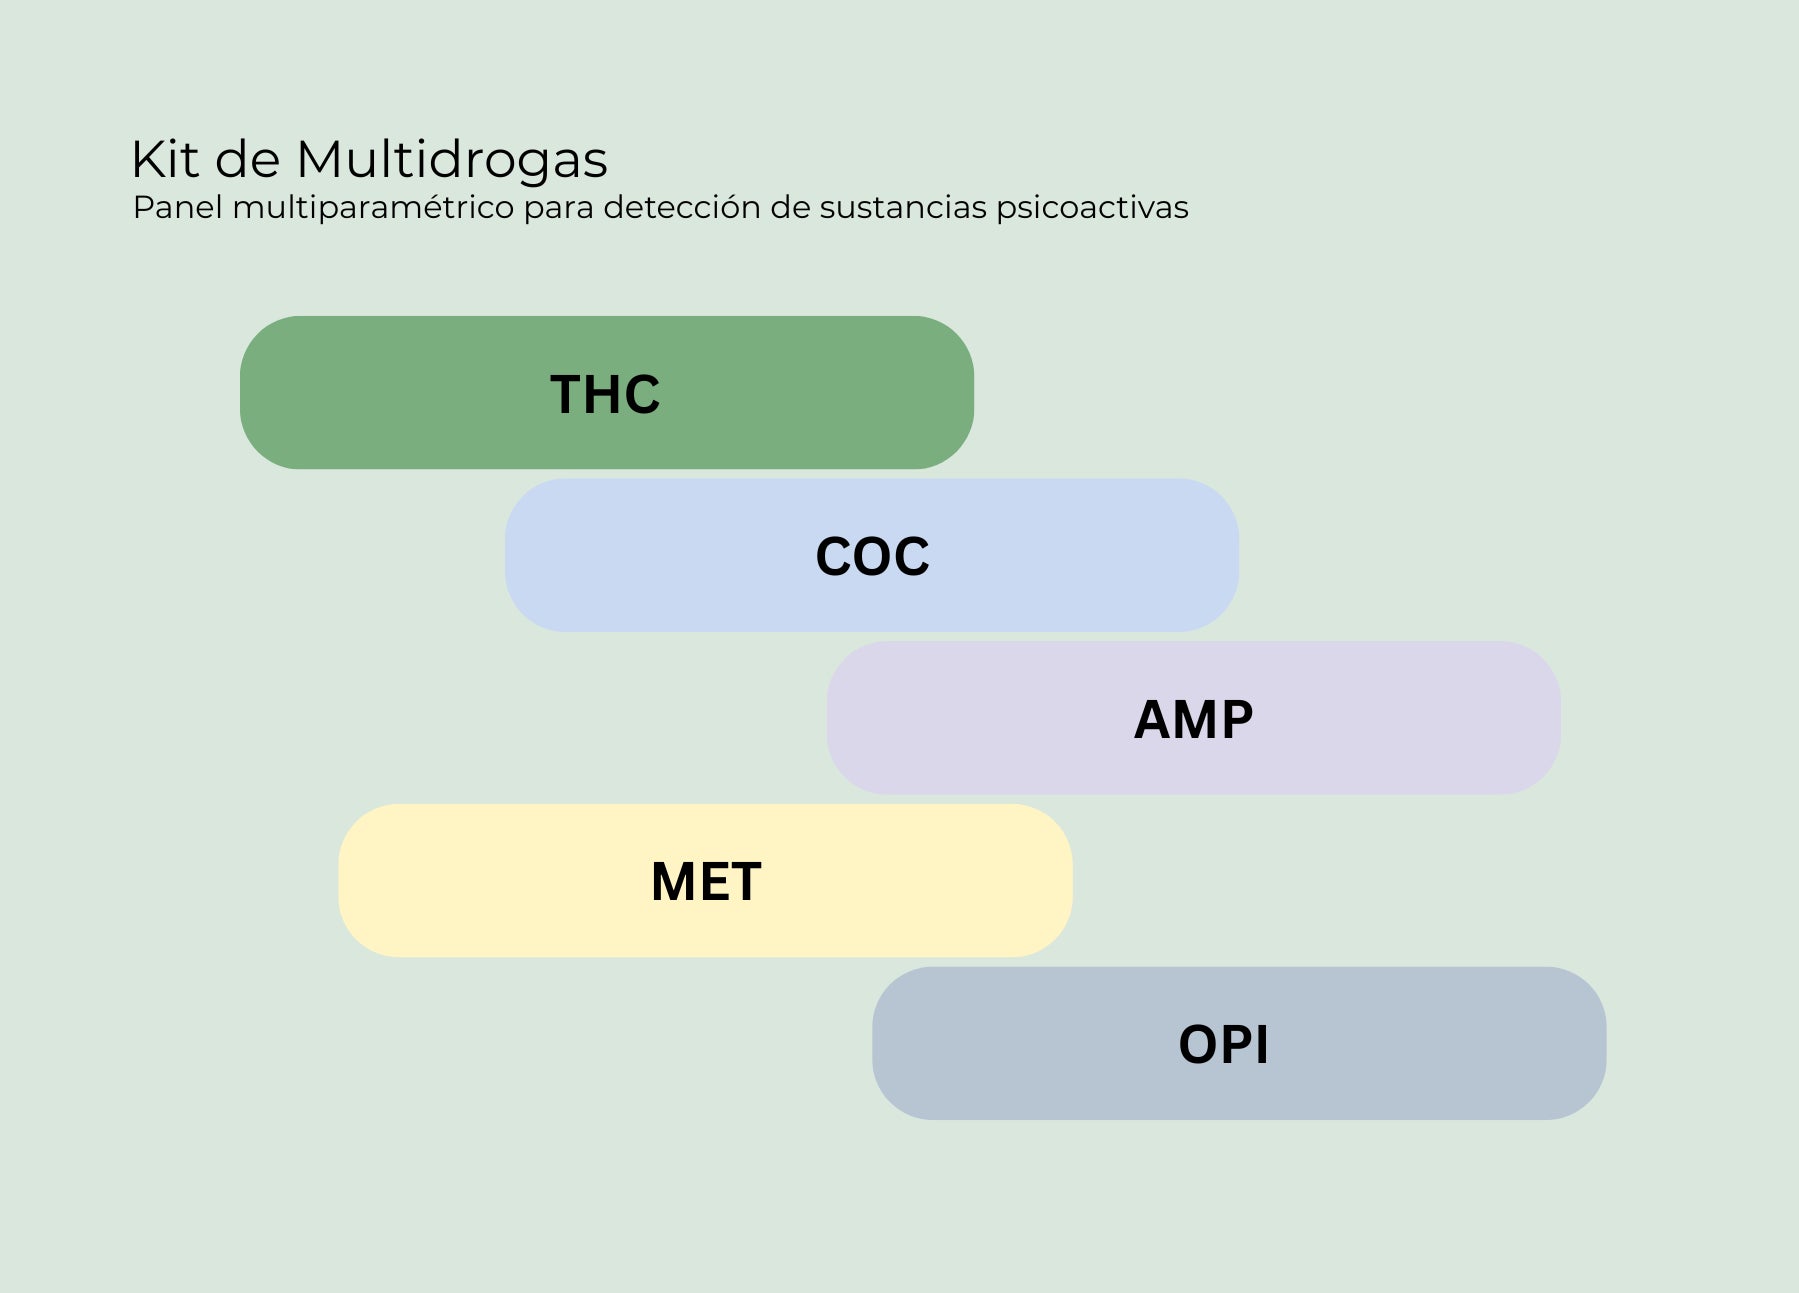 Kit de Multidrogas
Panel multiparamétrico para detección de sustancias psicoactivas
THC
COC
AMP
MET
OPI